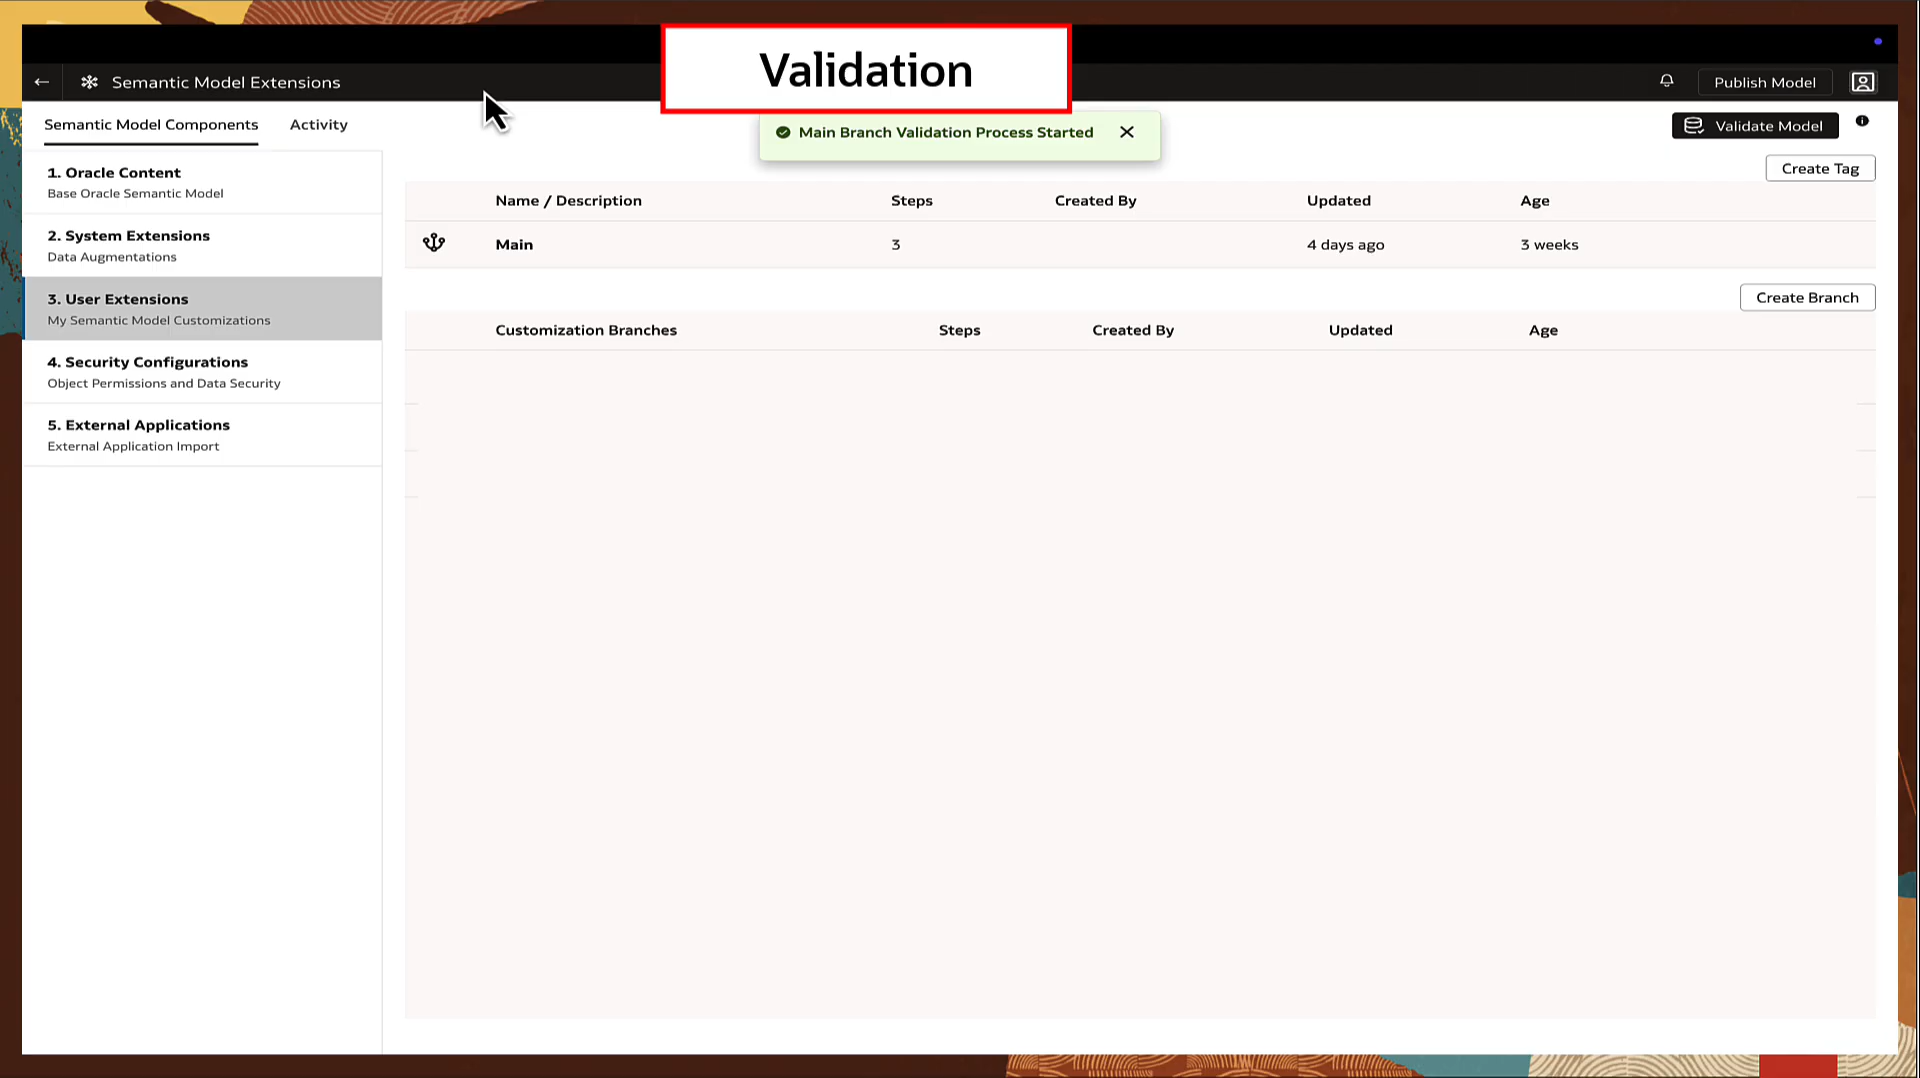 Validation
Semantic Model Extensions
Publish Model
Semantic Model Components
Activity
Main Branch Validation Process Started
Validate Model
Create Tag
1. Oracle Content
Base Oracle Semantic Model
2. System Extensions
Data Augmentations
3. User Extensions
My Semantic Model Customizations
4. Security Configurations
Object Permissions and Data Security
5. External Applications
External Application Import
Name / Description Steps Created By Updated Age
Main 3 4 days ago 3 weeks
Create Branch
Customization Branches Steps Created By Updated Age